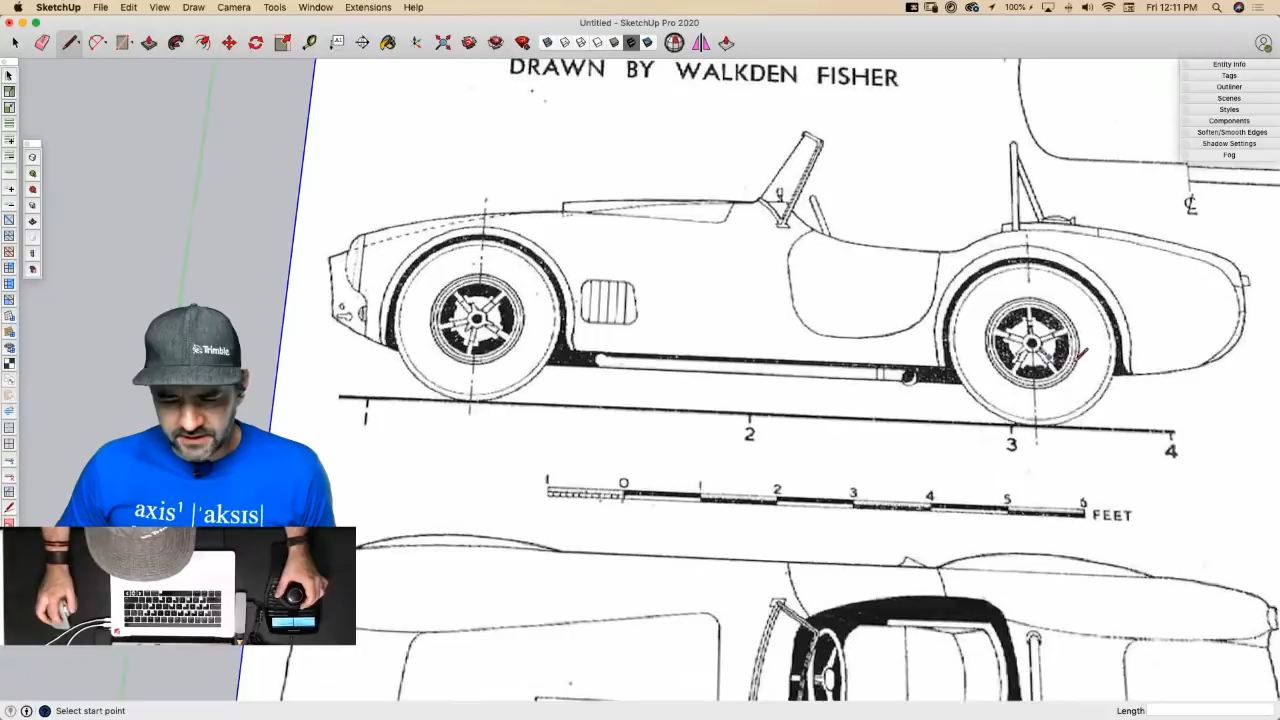 SketchUp File Edit View Draw Camera Tools Window Extensions Help 100% Fri 12:11 PM
Untitled - SketchUp Pro 2020
Entity Info
Tags
Outliner
Scenes
Styles
Components
Soften/Smooth Edges
Shadow Settings
Fog
DRAWN BY WALKDEN FISHER
℄
1 2 3 4
1 0 1 2 3 4 5 6 FEET
Trimble
axis¹ |ˈaksɪs|
Select start point
Length